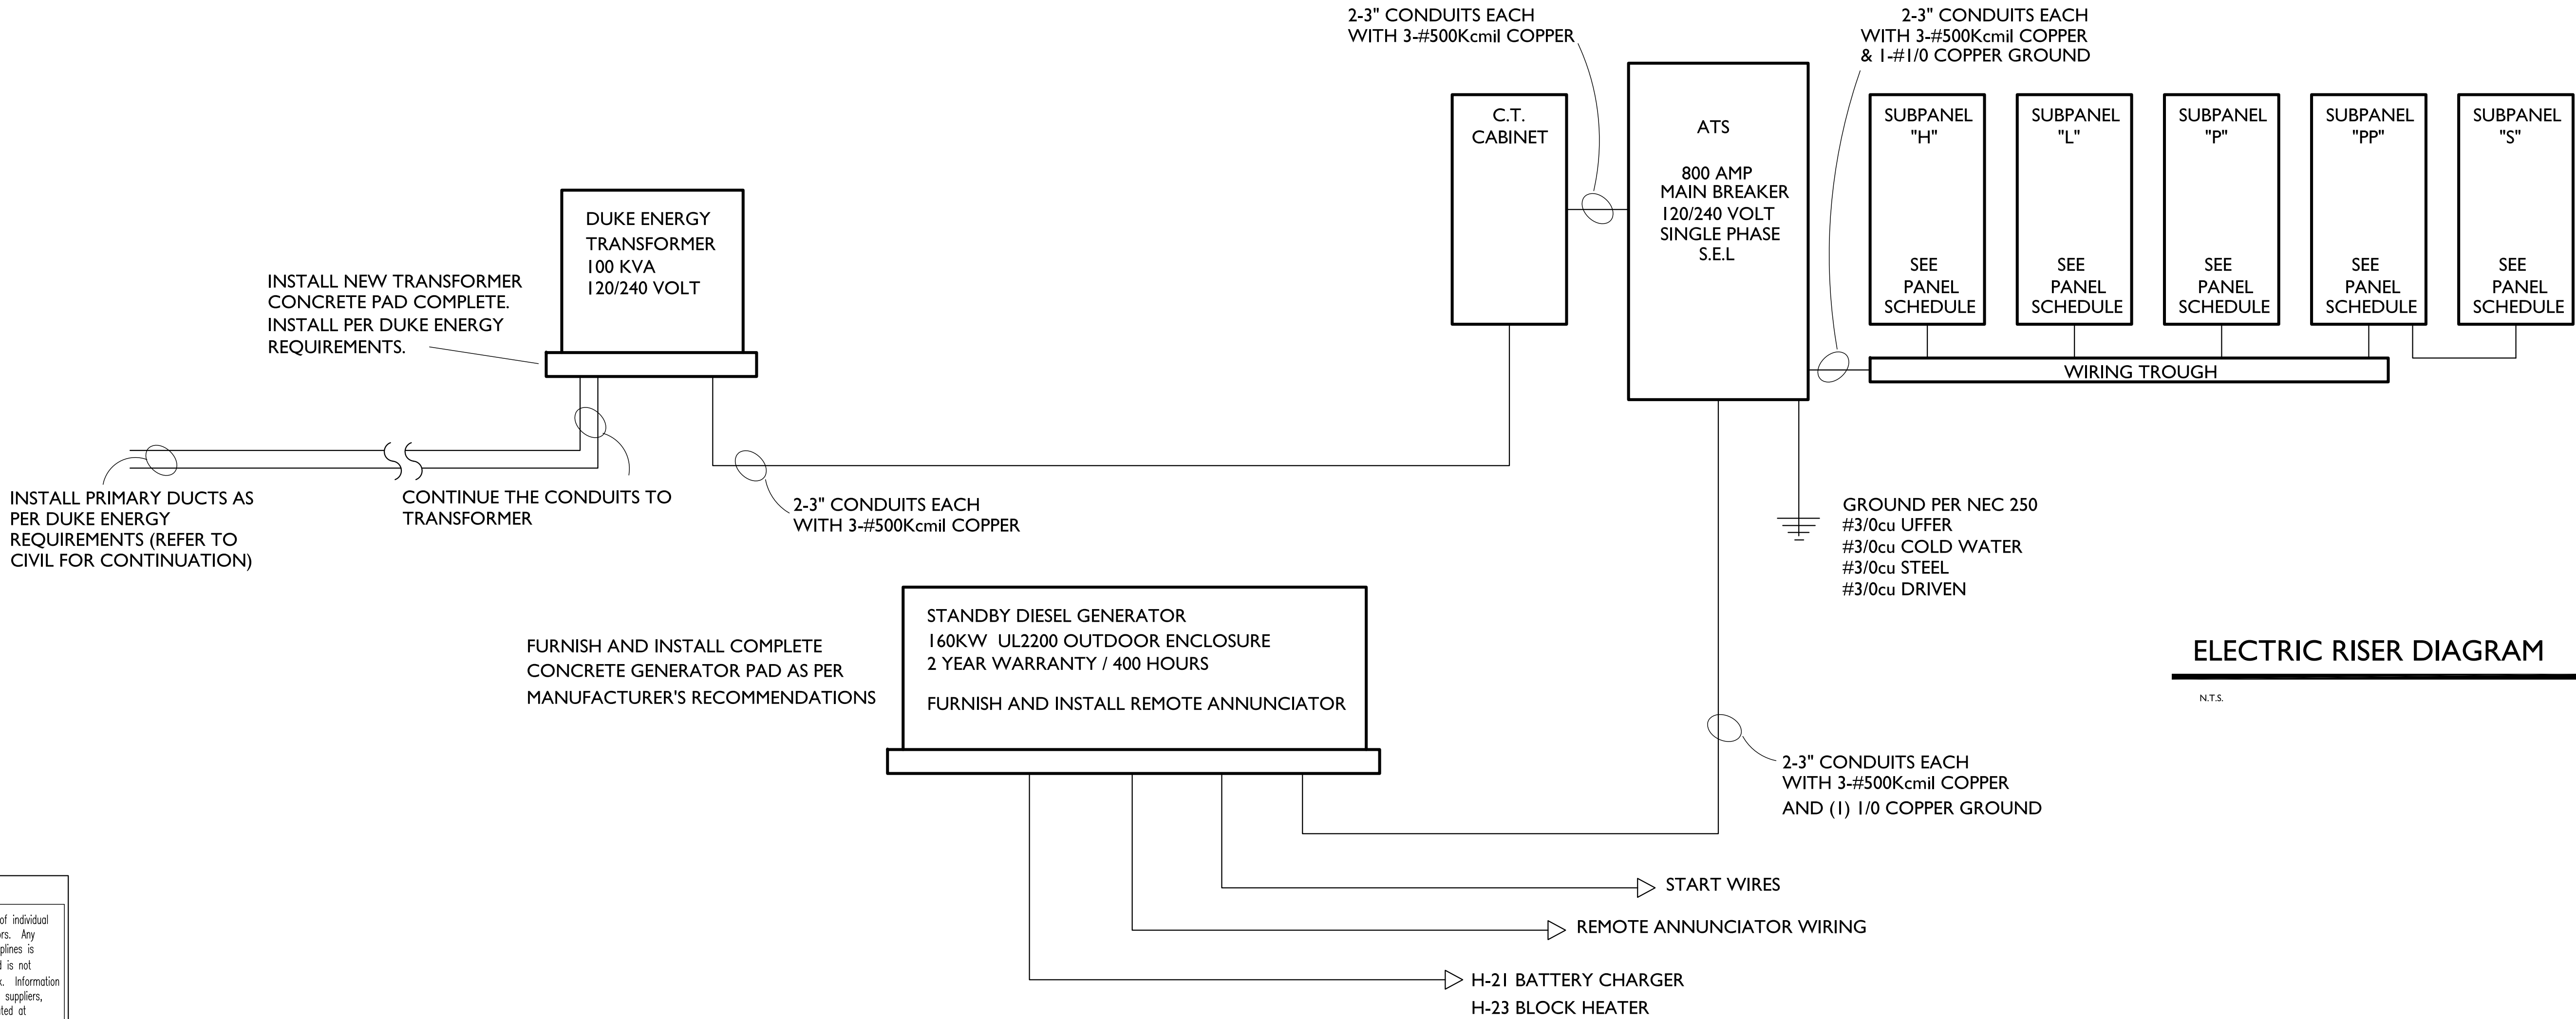 2-3" CONDUITS EACH
WITH 3-#500Kcmil COPPER
2-3" CONDUITS EACH
WITH 3-#500Kcmil COPPER
& 1-#1/0 COPPER GROUND
C.T.
CABINET
ATS
800 AMP
MAIN BREAKER
120/240 VOLT
SINGLE PHASE
S.E.L
SUBPANEL
"H"
SEE
PANEL
SCHEDULE
SUBPANEL
"L"
SEE
PANEL
SCHEDULE
SUBPANEL
"P"
SEE
PANEL
SCHEDULE
SUBPANEL
"PP"
SEE
PANEL
SCHEDULE
SUBPANEL
"S"
SEE
PANEL
SCHEDULE
WIRING TROUGH
DUKE ENERGY
TRANSFORMER
100 KVA
120/240 VOLT
INSTALL NEW TRANSFORMER
CONCRETE PAD COMPLETE.
INSTALL PER DUKE ENERGY
REQUIREMENTS.
INSTALL PRIMARY DUCTS AS
PER DUKE ENERGY
REQUIREMENTS (REFER TO
CIVIL FOR CONTINUATION)
CONTINUE THE CONDUITS TO
TRANSFORMER
2-3" CONDUITS EACH
WITH 3-#500Kcmil COPPER
GROUND PER NEC 250
#3/0cu UFFER
#3/0cu COLD WATER
#3/0cu STEEL
#3/0cu DRIVEN
FURNISH AND INSTALL COMPLETE
CONCRETE GENERATOR PAD AS PER
MANUFACTURER'S RECOMMENDATIONS
STANDBY DIESEL GENERATOR
160KW UL2200 OUTDOOR ENCLOSURE
2 YEAR WARRANTY / 400 HOURS
FURNISH AND INSTALL REMOTE ANNUNCIATOR
ELECTRIC RISER DIAGRAM
N.T.S.
2-3" CONDUITS EACH
WITH 3-#500Kcmil COPPER
AND (1) 1/0 COPPER GROUND
START WIRES
REMOTE ANNUNCIATOR WIRING
H-21 BATTERY CHARGER
H-23 BLOCK HEATER
of individual
Any
is
is not
Information
suppliers,
at